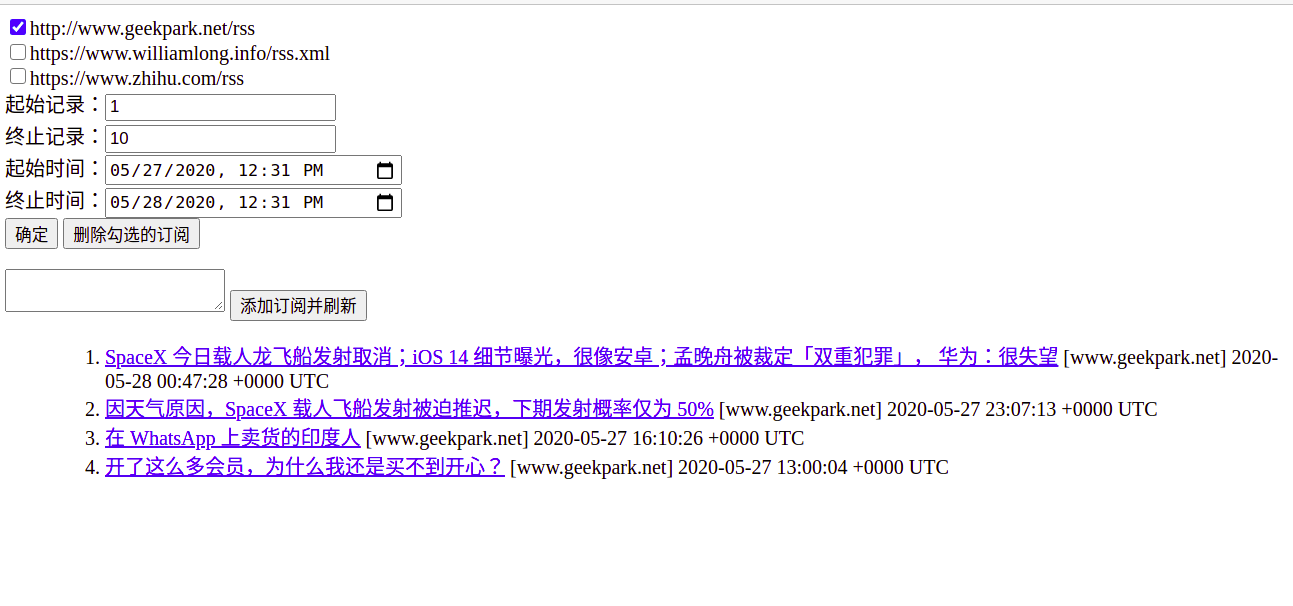 http://www.geekpark.net/rss
https://www.williamlong.info/rss.xml
https://www.zhihu.com/rss
起始记录：1
终止记录：10
起始时间：05/27/2020, 12:31 PM
终止时间：05/28/2020, 12:31 PM
确定 删除勾选的订阅
添加订阅并刷新
1. SpaceX 今日载人龙飞船发射取消；iOS 14 细节曝光，很像安卓；孟晚舟被裁定「双重犯罪」， 华为：很失望 [www.geekpark.net] 2020-
05-28 00:47:28 +0000 UTC
2. 因天气原因，SpaceX 载人飞船发射被迫推迟，下期发射概率仅为 50% [www.geekpark.net] 2020-05-27 23:07:13 +0000 UTC
3. 在 WhatsApp 上卖货的印度人 [www.geekpark.net] 2020-05-27 16:10:26 +0000 UTC
4. 开了这么多会员，为什么我还是买不到开心？ [www.geekpark.net] 2020-05-27 13:00:04 +0000 UTC